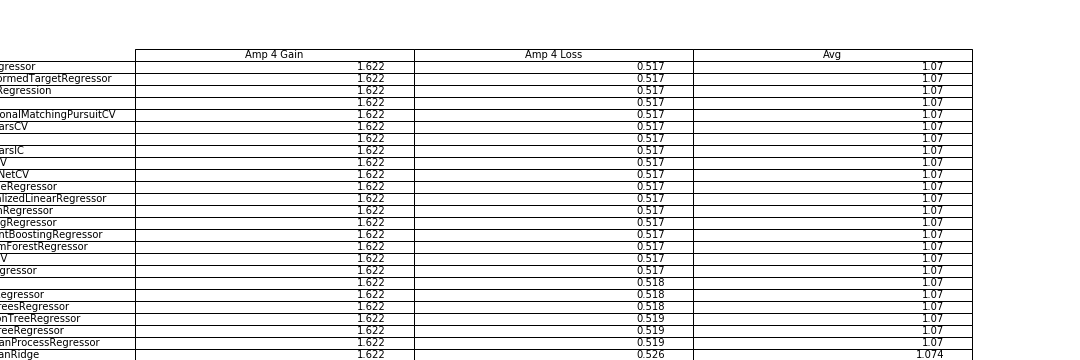 Amp 4 Gain Amp 4 Loss Avg
gressor 1.622 0.517 1.07
ormedTargetRegressor 1.622 0.517 1.07
Regression 1.622 0.517 1.07
1.622 0.517 1.07
onalMatchingPursuitCV 1.622 0.517 1.07
arsCV 1.622 0.517 1.07
1.622 0.517 1.07
arsIC 1.622 0.517 1.07
V 1.622 0.517 1.07
NetCV 1.622 0.517 1.07
eRegressor 1.622 0.517 1.07
alizedLinearRegressor 1.622 0.517 1.07
nRegressor 1.622 0.517 1.07
gRegressor 1.622 0.517 1.07
ntBoostingRegressor 1.622 0.517 1.07
mForestRegressor 1.622 0.517 1.07
V 1.622 0.517 1.07
gressor 1.622 0.517 1.07
1.622 0.518 1.07
egressor 1.622 0.518 1.07
reesRegressor 1.622 0.518 1.07
onTreeRegressor 1.622 0.519 1.07
reeRegressor 1.622 0.519 1.07
anProcessRegressor 1.622 0.519 1.07
anRidge 1.622 0.526 1.074